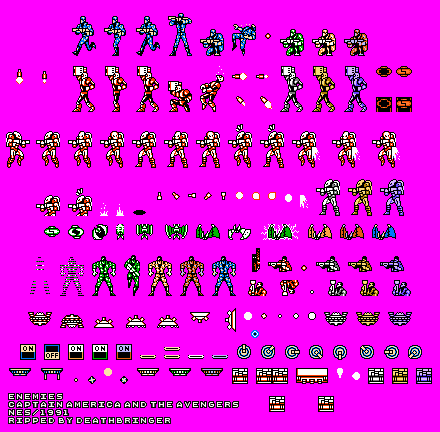 ON
OFF
ON
ON
ON
ENEMIES
CAPTAIN AMERICA AND THE AVENGERS
NES/1991
RIPPED BY DEATHBRINGER